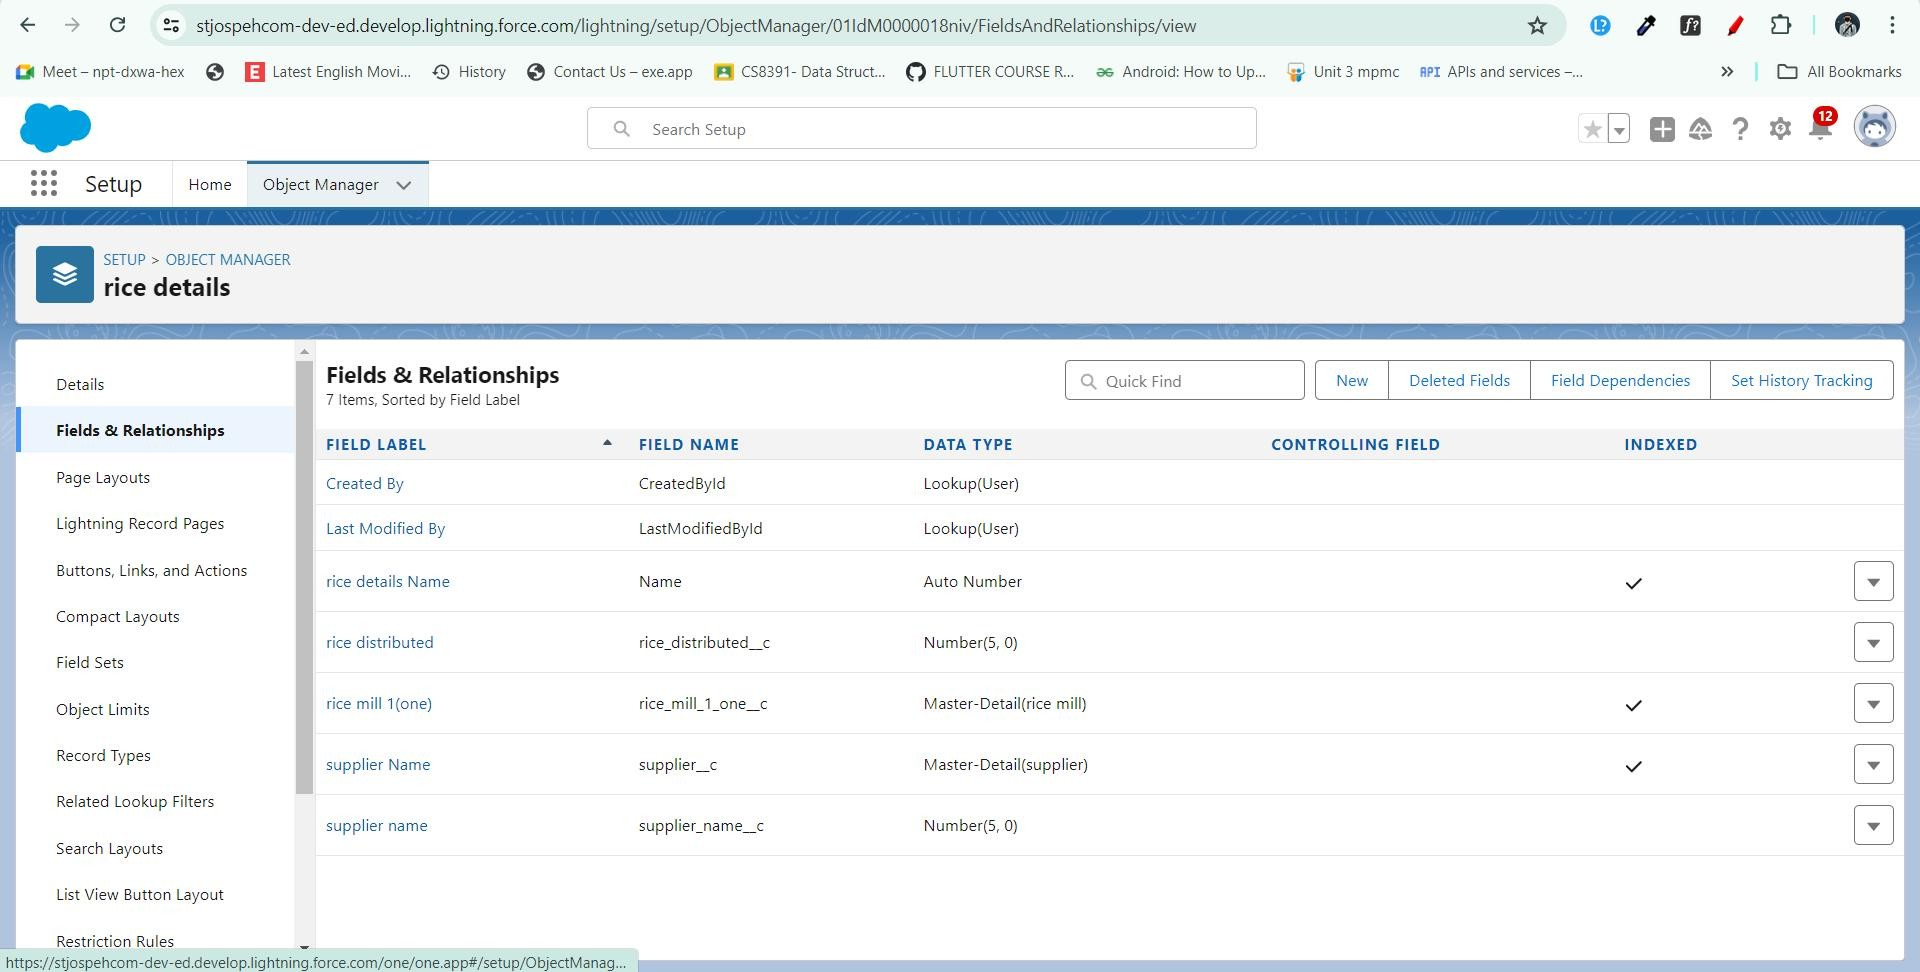 stjospehcom-dev-ed.develop.lightning.force.com/lightning/setup/ObjectManager/01IdM0000018niv/FieldsAndRelationships/view
Meet – npt-dxwa-hex
E Latest English Movi...
History
Contact Us – exe.app
CS8391- Data Struct...
FLUTTER COURSE R...
Android: How to Up...
Unit 3 mpmc
API APIs and services –...
»
All Bookmarks
Search Setup
12
Setup
Home
Object Manager
SETUP > OBJECT MANAGER
rice details
Details
Fields & Relationships
Page Layouts
Lightning Record Pages
Buttons, Links, and Actions
Compact Layouts
Field Sets
Object Limits
Record Types
Related Lookup Filters
Search Layouts
List View Button Layout
Restriction Rules
Fields & Relationships
7 Items, Sorted by Field Label
Quick Find
New
Deleted Fields
Field Dependencies
Set History Tracking
FIELD LABEL FIELD NAME DATA TYPE CONTROLLING FIELD INDEXED
Created By CreatedById Lookup(User)
Last Modified By LastModifiedById Lookup(User)
rice details Name Name Auto Number
rice distributed rice_distributed__c Number(5, 0)
rice mill 1(one) rice_mill_1_one__c Master-Detail(rice mill)
supplier Name supplier__c Master-Detail(supplier)
supplier name supplier_name__c Number(5, 0)
https://stjospehcom-dev-ed.develop.lightning.force.com/one/one.app#/setup/ObjectManag...